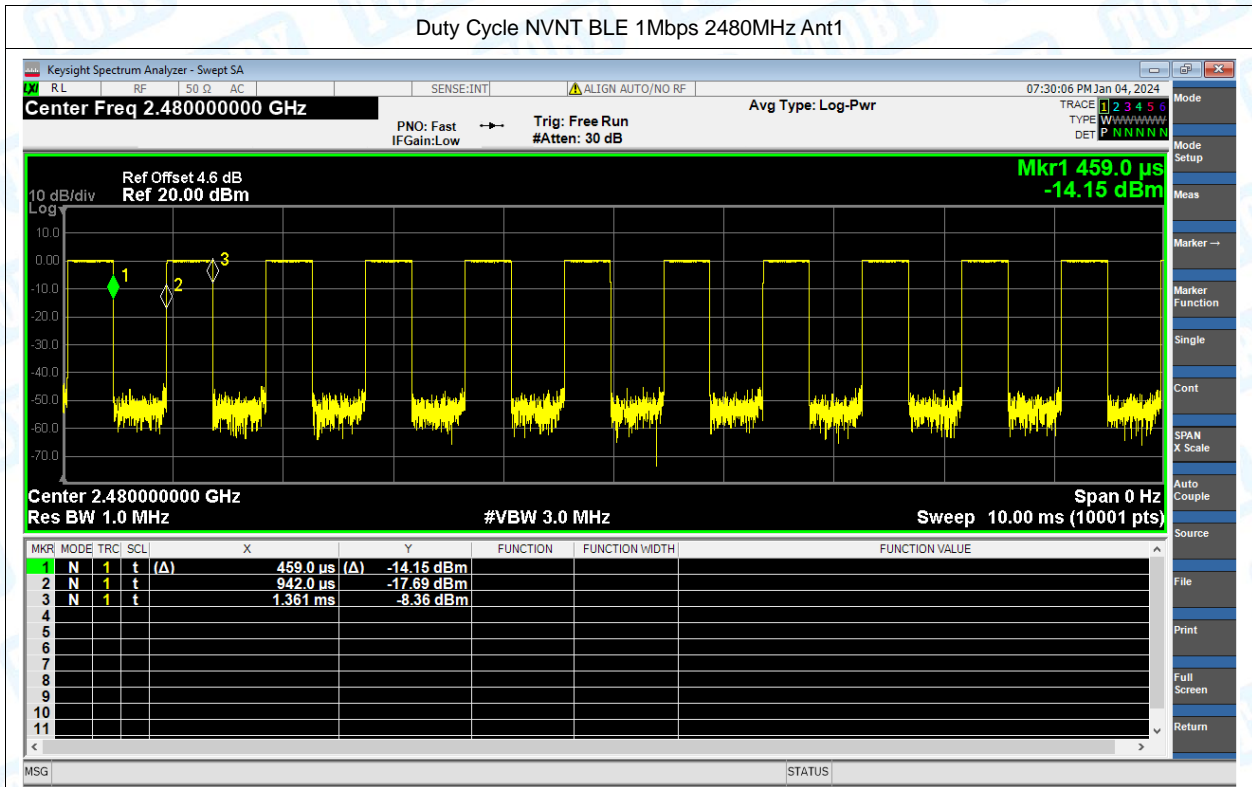 Duty Cycle NVNT BLE 1Mbps 2480MHz Ant1
Keysight Spectrum Analyzer - Swept SA
LXI RL RF 50 Ω AC SENSE:INT ALIGN AUTO/NO RF 07:30:06 PM Jan 04, 2024
Center Freq 2.480000000 GHz
PNO: Fast
IFGain:Low
Trig: Free Run
#Atten: 30 dB
Avg Type: Log-Pwr
TRACE 1 2 3 4 5 6
TYPE WWWWWWW
DET P N N N N N
Mkr1 459.0 µs
-14.15 dBm
Ref Offset 4.6 dB
Ref 20.00 dBm
10 dB/div
Log
10.0
0.00
-10.0
-20.0
-30.0
-40.0
-50.0
-60.0
-70.0
1
2
3
Center 2.480000000 GHz
Res BW 1.0 MHz
#VBW 3.0 MHz
Span 0 Hz
Sweep 10.00 ms (10001 pts)
MKR MODE TRC SCL X Y FUNCTION FUNCTION WIDTH FUNCTION VALUE
1 N 1 t (Δ) 459.0 µs (Δ) -14.15 dBm
2 N 1 t 942.0 µs -17.69 dBm
3 N 1 t 1.361 ms -8.36 dBm
4
5
6
7
8
9
10
11
MSG STATUS
Mode
Mode Setup
Meas
Marker →
Marker Function
Single
Cont
SPAN X Scale
Auto Couple
Source
File
Print
Full Screen
Return
TOBY